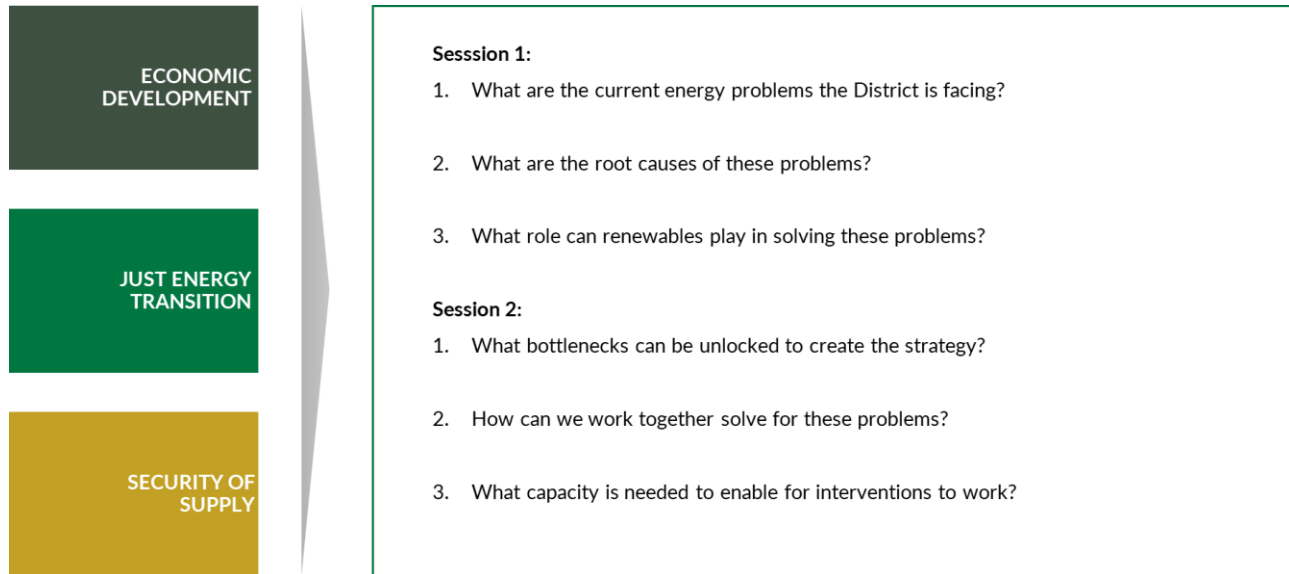 ECONOMIC
DEVELOPMENT
JUST ENERGY
TRANSITION
SECURITY OF
SUPPLY
Sesssion 1:
1. What are the current energy problems the District is facing?
2. What are the root causes of these problems?
3. What role can renewables play in solving these problems?
Session 2:
1. What bottlenecks can be unlocked to create the strategy?
2. How can we work together solve for these problems?
3. What capacity is needed to enable for interventions to work?